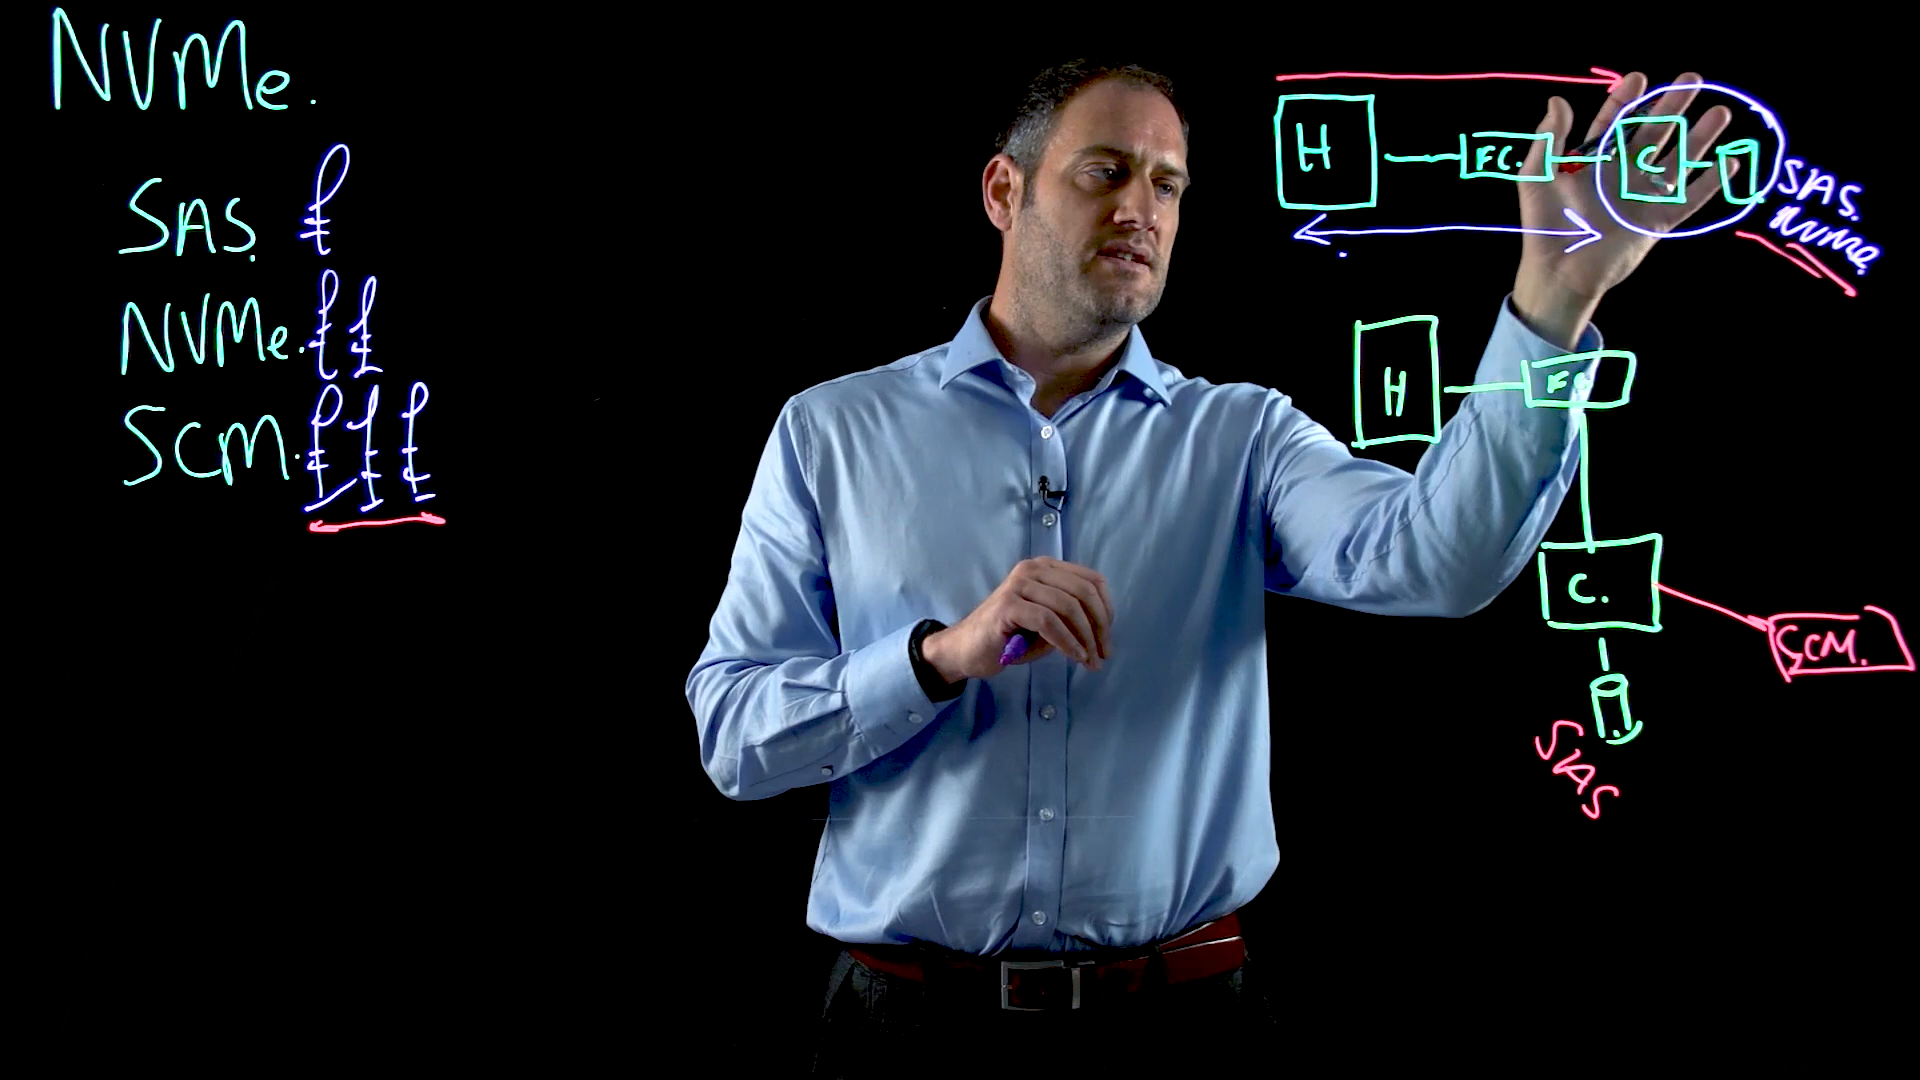 NVMe.
SAS. £
NVMe. ££
SCM. £££
H
FC.
C
SAS.
NVMe.
H
FC
C.
SCM.
SAS